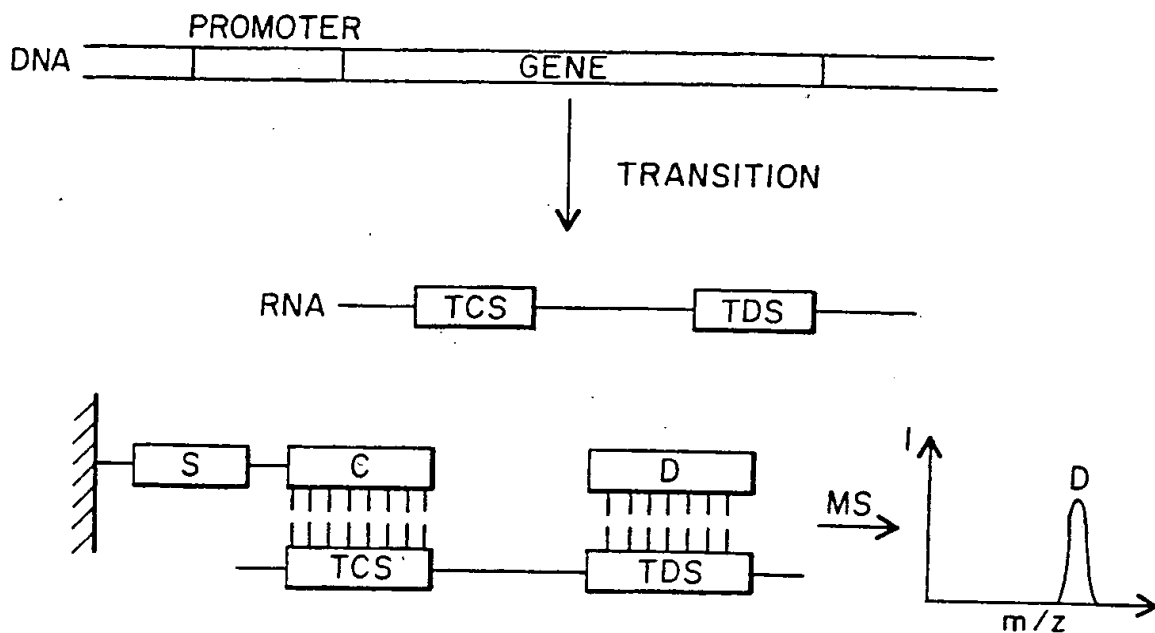 PROMOTER
DNA GENE
TRANSITION
RNA TCS TDS
S C D
TCS TDS
MS
I
D
m/z